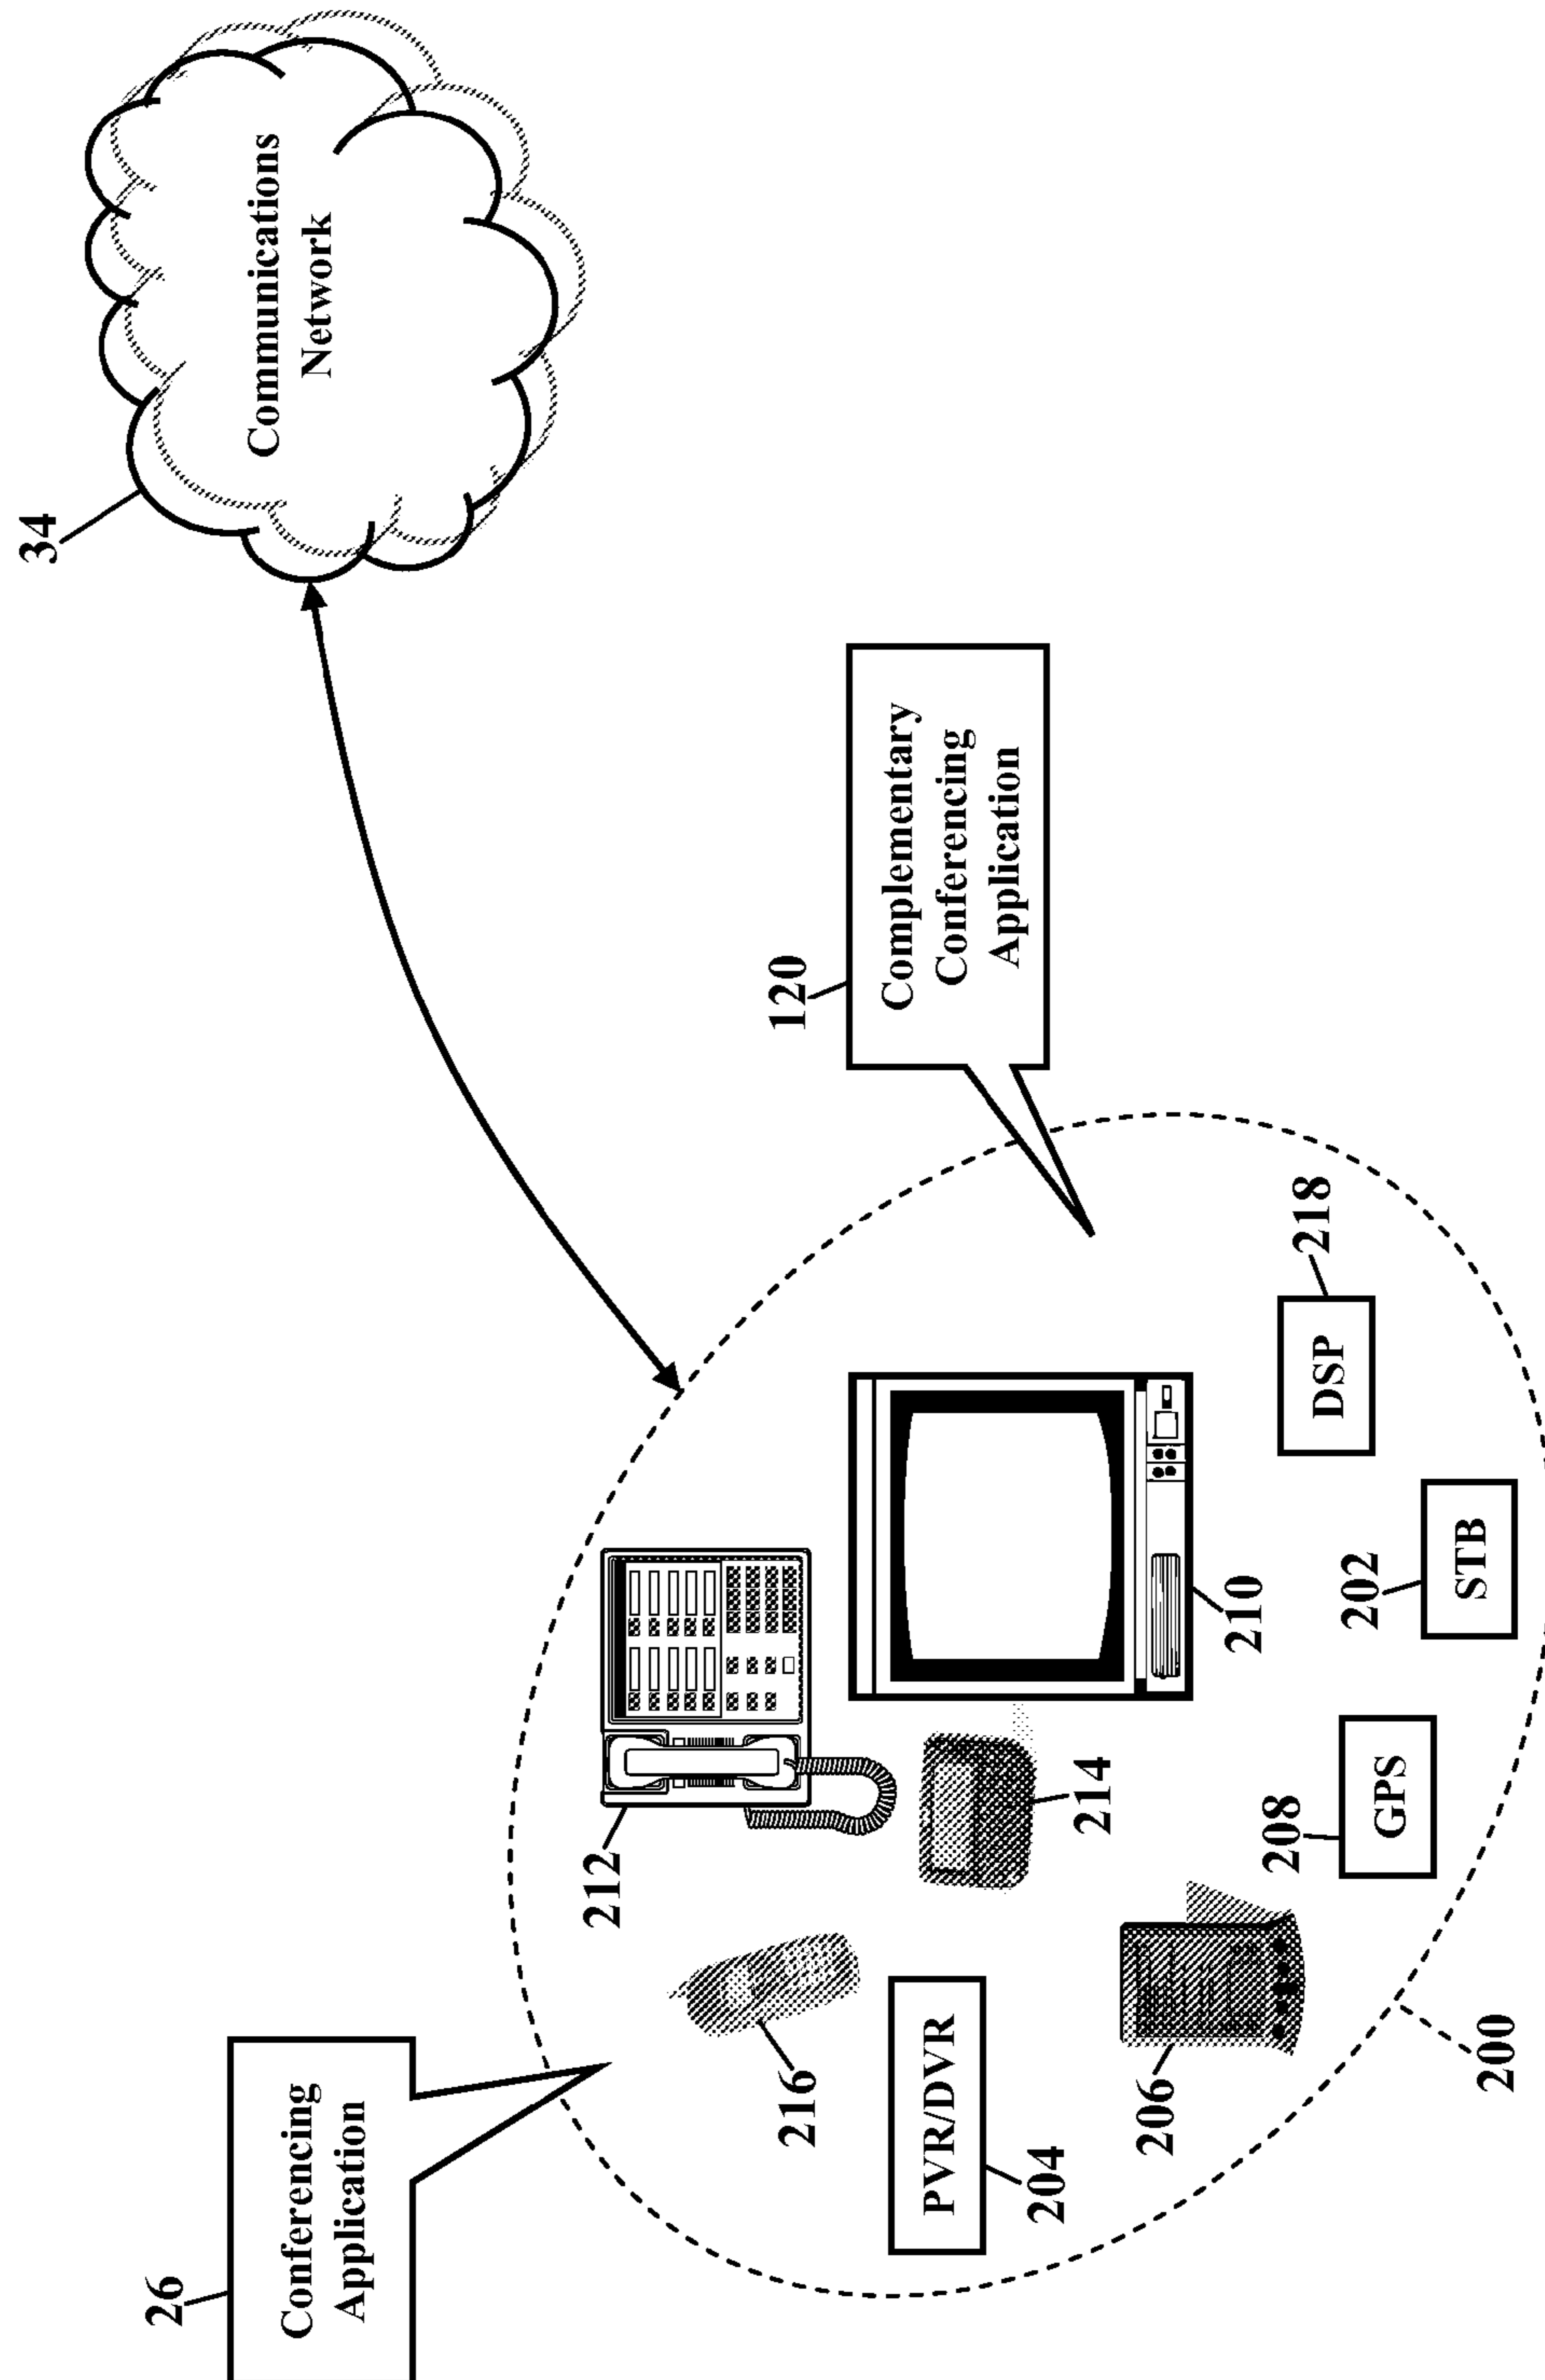 26
Conferencing
Application
34
Communications
Network
212
216
120
Complementary
Conferencing
Application
PVR/DVR
204
214
206
210
208
GPS
218
DSP
202
STB
200